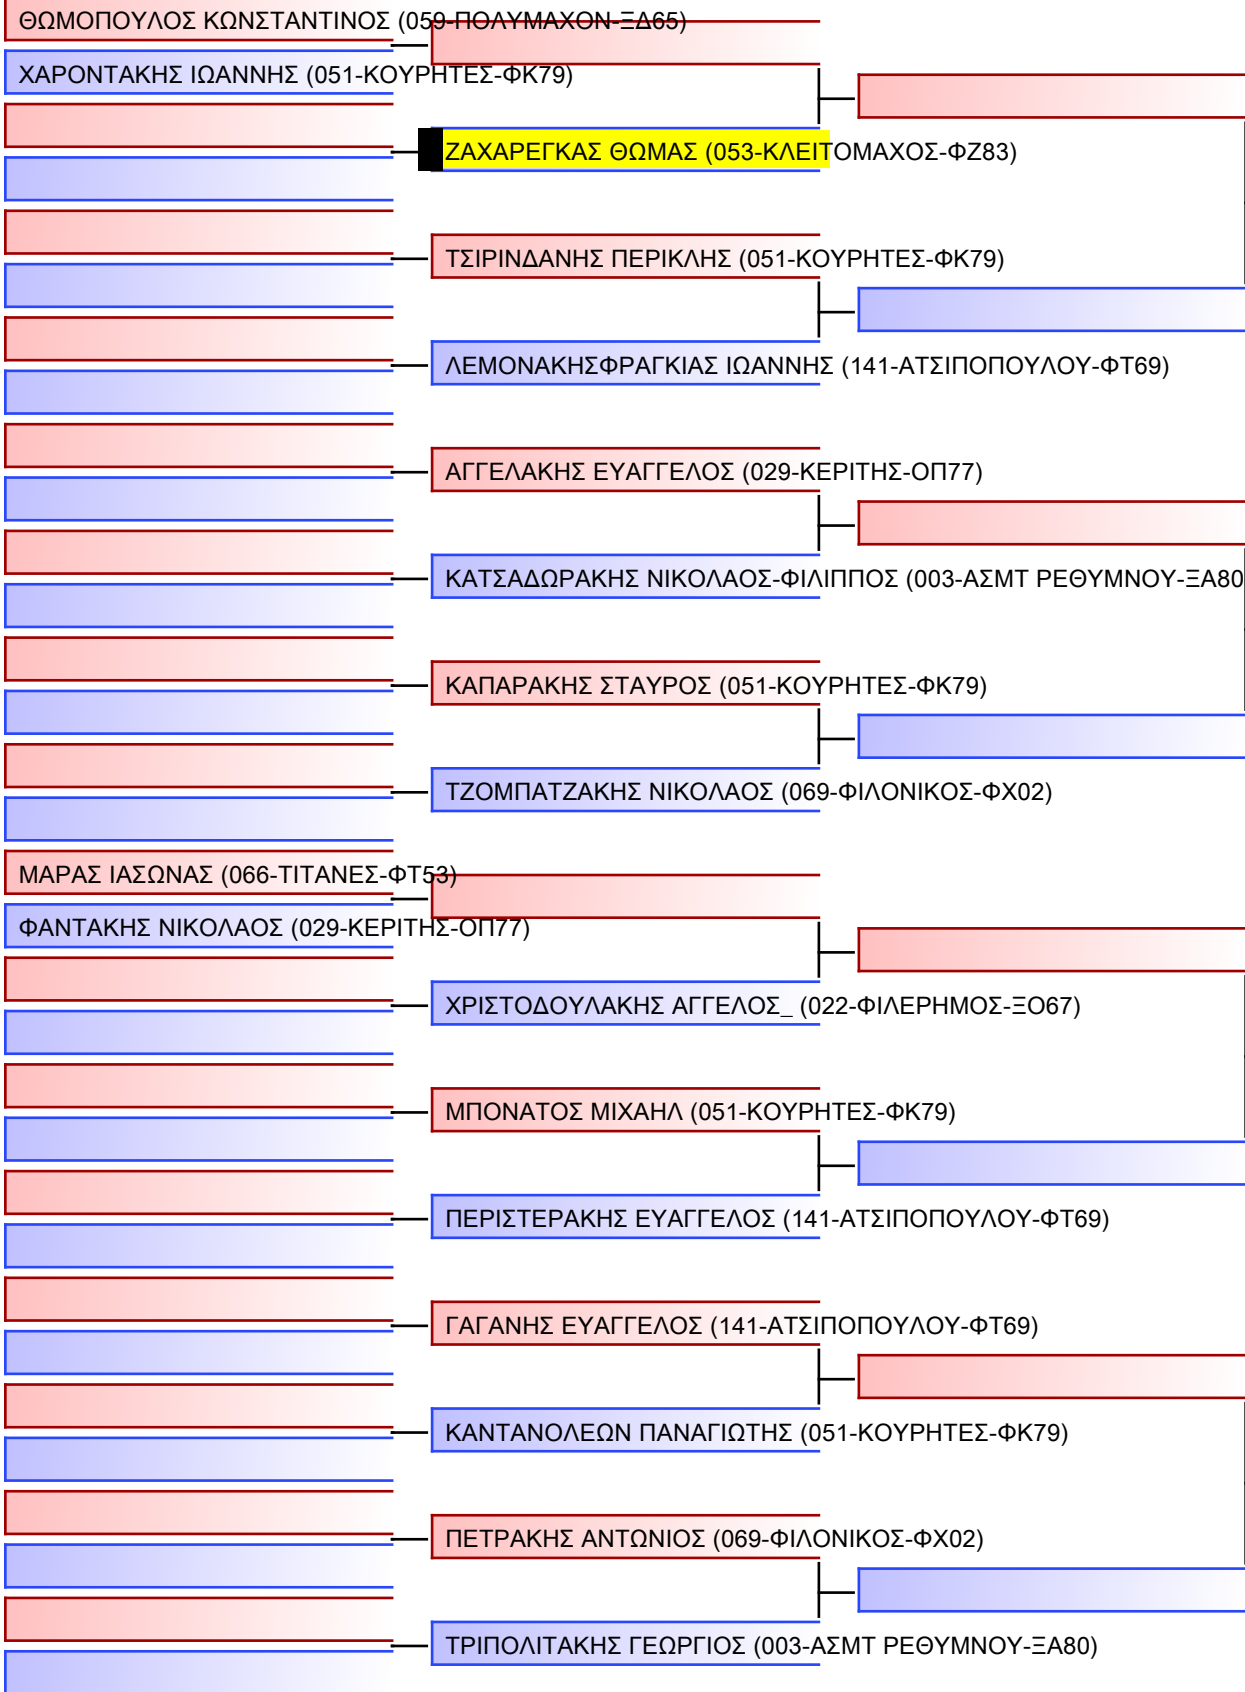 ΘΩΜΟΠΟΥΛΟΣ ΚΩΝΣΤΑΝΤΙΝΟΣ (059-ΠΟΛΥΜΑΧΟΝ-ΞΔ65)
ΧΑΡΟΝΤΑΚΗΣ ΙΩΑΝΝΗΣ (051-ΚΟΥΡΗΤΕΣ-ΦΚ79)
ΖΑΧΑΡΕΓΚΑΣ ΘΩΜΑΣ (053-ΚΛΕΙΤΟΜΑΧΟΣ-ΦΖ83)
ΤΣΙΡΙΝΔΑΝΗΣ ΠΕΡΙΚΛΗΣ (051-ΚΟΥΡΗΤΕΣ-ΦΚ79)
ΛΕΜΟΝΑΚΗΣΦΡΑΓΚΙΑΣ ΙΩΑΝΝΗΣ (141-ΑΤΣΙΠΟΠΟΥΛΟΥ-ΦΤ69)
ΑΓΓΕΛΑΚΗΣ ΕΥΑΓΓΕΛΟΣ (029-ΚΕΡΙΤΗΣ-ΟΠ77)
ΚΑΤΣΑΔΩΡΑΚΗΣ ΝΙΚΟΛΑΟΣ-ΦΙΛΙΠΠΟΣ (003-ΑΣΜΤ ΡΕΘΥΜΝΟΥ-ΞΑ80
ΚΑΠΑΡΑΚΗΣ ΣΤΑΥΡΟΣ (051-ΚΟΥΡΗΤΕΣ-ΦΚ79)
ΤΖΟΜΠΑΤΖΑΚΗΣ ΝΙΚΟΛΑΟΣ (069-ΦΙΛΟΝΙΚΟΣ-ΦΧ02)
ΜΑΡΑΣ ΙΑΣΩΝΑΣ (066-ΤΙΤΑΝΕΣ-ΦΤ53)
ΦΑΝΤΑΚΗΣ ΝΙΚΟΛΑΟΣ (029-ΚΕΡΙΤΗΣ-ΟΠ77)
ΧΡΙΣΤΟΔΟΥΛΑΚΗΣ ΑΓΓΕΛΟΣ_ (022-ΦΙΛΕΡΗΜΟΣ-ΞΟ67)
ΜΠΟΝΑΤΟΣ ΜΙΧΑΗΛ (051-ΚΟΥΡΗΤΕΣ-ΦΚ79)
ΠΕΡΙΣΤΕΡΑΚΗΣ ΕΥΑΓΓΕΛΟΣ (141-ΑΤΣΙΠΟΠΟΥΛΟΥ-ΦΤ69)
ΓΑΓΑΝΗΣ ΕΥΑΓΓΕΛΟΣ (141-ΑΤΣΙΠΟΠΟΥΛΟΥ-ΦΤ69)
ΚΑΝΤΑΝΟΛΕΩΝ ΠΑΝΑΓΙΩΤΗΣ (051-ΚΟΥΡΗΤΕΣ-ΦΚ79)
ΠΕΤΡΑΚΗΣ ΑΝΤΩΝΙΟΣ (069-ΦΙΛΟΝΙΚΟΣ-ΦΧ02)
ΤΡΙΠΟΛΙΤΑΚΗΣ ΓΕΩΡΓΙΟΣ (003-ΑΣΜΤ ΡΕΘΥΜΝΟΥ-ΞΑ80)